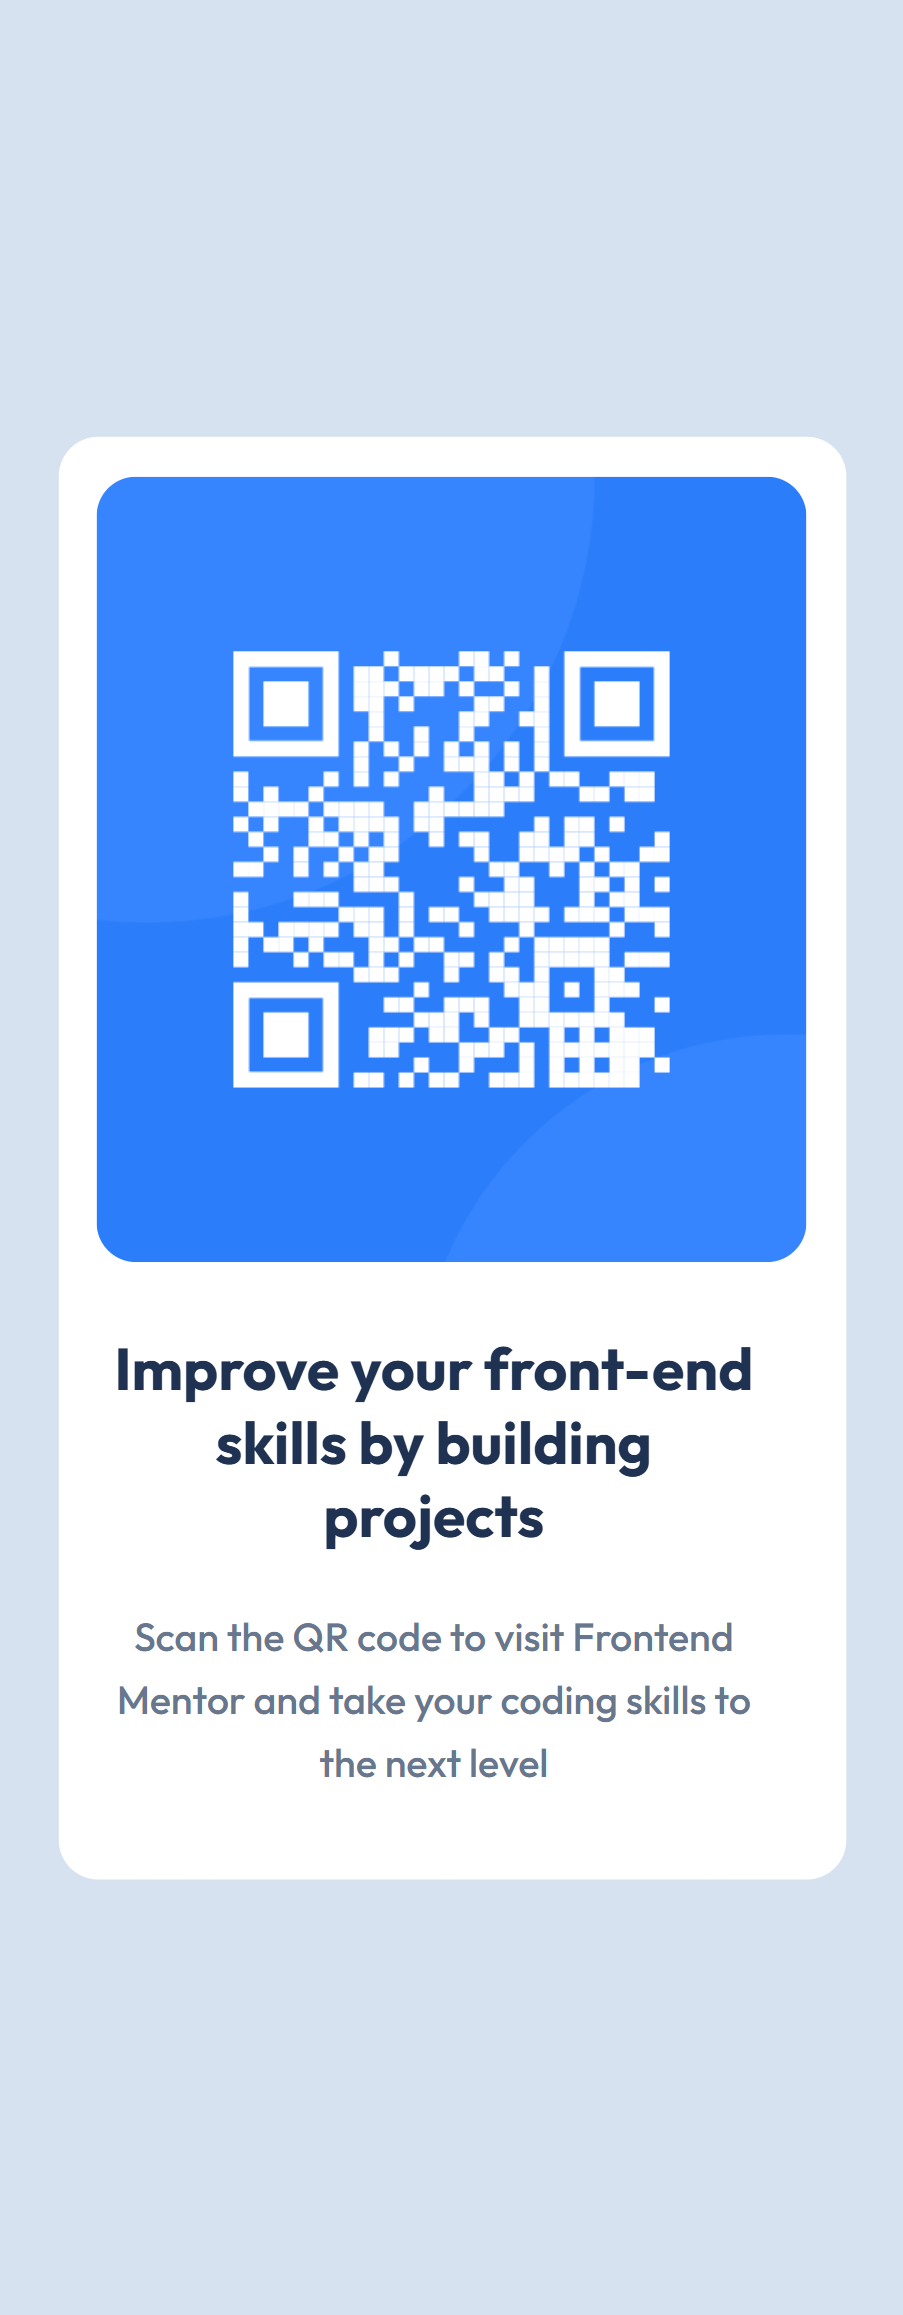 Improve your front-end
skills by building
projects
Scan the QR code to visit Frontend
Mentor and take your coding skills to
the next level